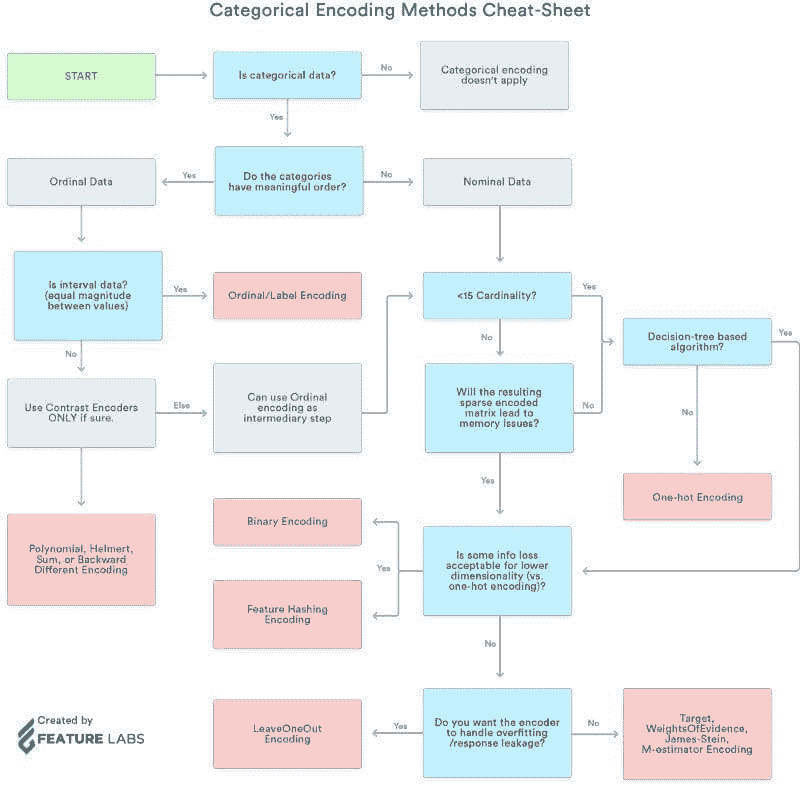 Categorical Encoding Methods Cheat-Sheet
START
Is categorical data?
No
Categorical encoding
doesn't apply
Yes
Ordinal Data
Yes
Do the categories
have meaningful order?
No
Nominal Data
Is interval data?
(equal magnitude
between values)
Yes
Ordinal/Label Encoding
<15 Cardinality?
Yes
No
Decision-tree based
algorithm?
Yes
No
Use Contrast Encoders
ONLY if sure.
Else
Can use Ordinal
encoding as
intermediary step
Will the resulting
sparse encoded
matrix lead to
memory issues?
No
No
One-hot Encoding
Yes
Polynomial, Helmert,
Sum, or Backward
Different Encoding
Binary Encoding
Yes
Feature Hashing
Encoding
Is some info loss
acceptable for lower
dimensionality (vs.
one-hot encoding)?
No
LeaveOneOut
Encoding
Yes
Do you want the encoder
to handle overfitting
/response leakage?
No
Target,
WeightsOfEvidence,
James-Stein,
M-estimator Encoding
Created by
FEATURE LABS